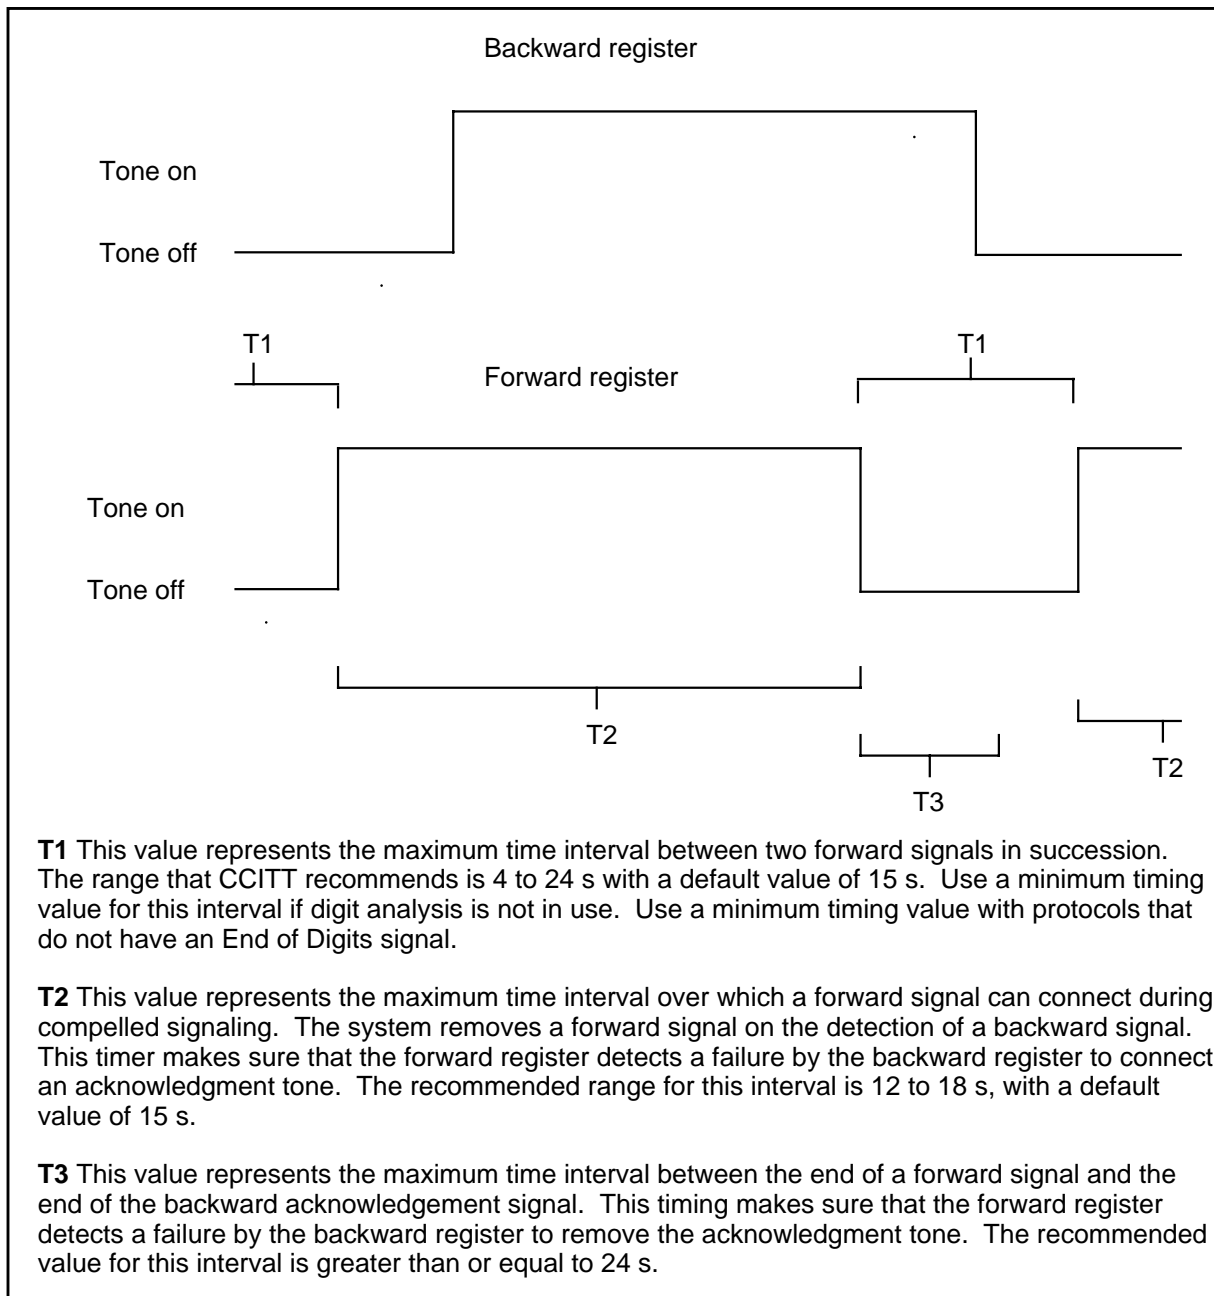 Backward register
Tone on
Tone off
T1
T1
Forward register
Tone on
Tone off
T2
T2
T3
T1 This value represents the maximum time interval between two forward signals in succession.
The range that CCITT recommends is 4 to 24 s with a default value of 15 s.  Use a minimum timing
value for this interval if digit analysis is not in use.  Use a minimum timing value with protocols that
do not have an End of Digits signal.
T2 This value represents the maximum time interval over which a forward signal can connect during
compelled signaling.  The system removes a forward signal on the detection of a backward signal.
This timer makes sure that the forward register detects a failure by the backward register to connect
an acknowledgment tone.  The recommended range for this interval is 12 to 18 s, with a default
value of 15 s.
T3 This value represents the maximum time interval between the end of a forward signal and the
end of the backward acknowledgement signal.  This timing makes sure that the forward register
detects a failure by the backward register to remove the acknowledgment tone.  The recommended
value for this interval is greater than or equal to 24 s.